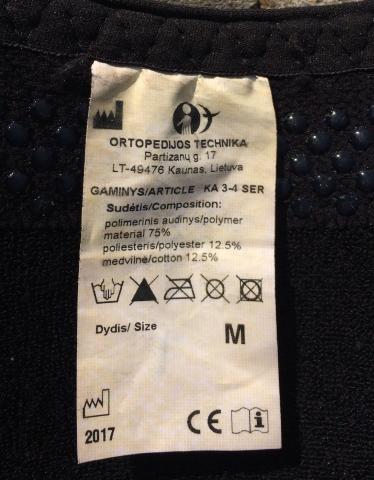 ORTOPEDIJOS TECHNIKA
Partizanų g. 17
LT-49476 Kaunas, Lietuva
GAMINYS/ARTICLE KA 3-4 SER
Sudėtis/Composition:
polimerinis audinys/polymer
material 75%
poliesteris/polyester 12.5%
medvilnė/cotton 12.5%
Dydis/ Size M
2017
CE i